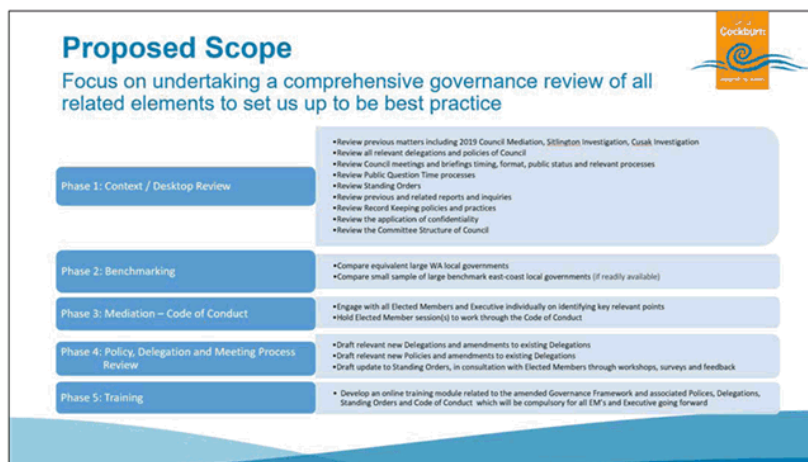 Proposed Scope
Cockburn
Focus on undertaking a comprehensive governance review of all
related elements to set us up to be best practice
Phase 1: Context / Desktop Review
•Review previous matters including 2019 Council Mediation, Sitlington Investigation, Cusak Investigation
•Review all relevant delegations and policies of Council
•Review Council meetings and briefings timing, format, public status and relevant processes
•Review Public Question Time processes
•Review Standing Orders
•Review previous and related reports and inquiries
•Review Record Keeping policies and practices
•Review the application of confidentiality
•Review the Committee Structure of Council
Phase 2: Benchmarking
•Compare equivalent large WA local governments
•Compare small sample of large benchmark east-coast local governments (if readily available)
Phase 3: Mediation – Code of Conduct
•Engage with all Elected Members and Executive individually on identifying key relevant points
•Hold Elected Member session(s) to work through the Code of Conduct
Phase 4: Policy, Delegation and Meeting Process
Review
•Draft relevant new Delegations and amendments to existing Delegations
•Draft relevant new Policies and amendments to existing Delegations
•Draft update to Standing Orders, in consultation with Elected Members through workshops, surveys and feedback
Phase 5: Training
• Develop an online training module related to the amended Governance Framework and associated Polices, Delegations,
Standing Orders and Code of Conduct which will be compulsory for all EM's and Executive going forward